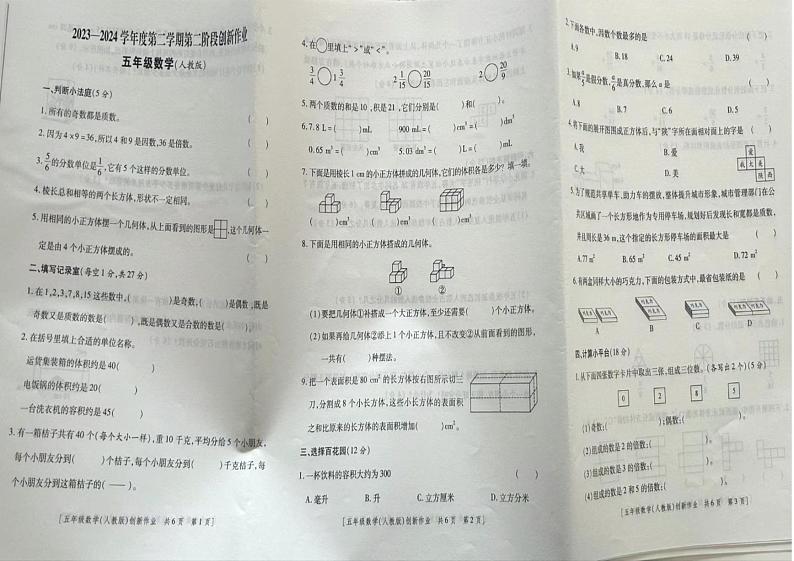 2023—2024学年度第二学期第二阶段创新作业
五年级数学(人教版)
一、判断小法庭(5分)
1. 所有的奇数都是质数。 ( )
2. 因为4×9=36,所以4和9是因数,36是倍数。 ( )
3. 5/6的分数单位是1/6,它有5个这样的分数单位。 ( )
4. 棱长总和相等的两个长方体,形状不一定相同。 ( )
5. 用相同的小正方体摆一个几何体,从上面看到的图形是 ,这个几何体一
定是由4个小正方体摆成的。 ( )
二、填写记录室(每空1分,共27分)
1. 在1,2,3,7,8,15这些数中,( )是奇数,( )是偶数,既是
奇数又是质数的数是( ),既是偶数又是合数的数是( )。
2. 在括号里填上合适的单位名称。
运货集装箱的体积约是40( )
电饭锅的体积约是20( )
一台洗衣机的容积约是45( )
3. 有一箱桔子共有40个(每个大小一样),重10千克,平均分给5个小朋友,
每个小朋友分到( )个桔子,每个小朋友分到( )千克桔子,每
个小朋友分到这箱桔子的( — )。
[五年级数学(人教版)创新作业 共6页 第1页]
4. 在○里填上">"或"<"。
3/4○1 3/4 2 1/15○20/15 2○20/9
5. 两个质数的和是10,积是21,它们分别是( )和( )。
6. 7.8 L=( )mL 900 mL=( )cm³=( )dm³
0.65 m³=( )cm³ 5.03 dm³=( )L=( )mL
7. 下面是用棱长1 cm的小正方体拼成的几何体,它们的体积各是多少?填一填。
( )cm³ ( )cm³ ( )cm³
8. 下面是用相同的小正方体搭成的几何体。
① ②
(1)要把几何体①补搭成一个大正方体,至少还需要( )个小正方体。
(2)如果再给几何体②添上1个小正方体,且不改变②从前面看到的图形,
一共有( )种摆法。
9. 把一个表面积是80 cm²的长方体按右图所示切三
刀,分割成8个小长方体,这些小长方体的表面积
之和比原来的长方体的表面积增加( )cm²。
三、选择百花园(12分)
1. 一杯饮料的容积大约为300 ( )
A. 毫升 B. 升 C. 立方厘米 D. 立方分米
[五年级数学(人教版)创新作业 共6页 第2页]
2. 下面各数中,因数个数最多的是 ( )
A. 9 B. 18 C. 24 D. 39
3. 如果 是假分数, 是真分数,那么a是 ( )
A. 8 B. 7 C. 6 D. 5
4. 将下面的展开图围成正方体后,与"陕"字所在面相对面上的字是 ( )
A. 我 B. 爱
C. 大 D. 美
爱
我 大 美
陕 西
5. 为了规范共享单车、助力车的摆放,整体提升城市形象,城市管理部门在公
共区域画了一个长方形地作为专用停车场,规划好后发现长和宽都是质数,
并且周长是36 m,这个指定的长方形停车场的面积最大是 ( )
A. 77 m² B. 65 m² C. 45 m² D. 72 m²
6. 有两盒同样大小的巧克力,下面的包装方式中,最省包装纸的是 ( )
A B C D
四、计算小平台(18分)
1. 从下面四张数字卡片中取出三张,组成三位数。(各写出2个)(5分)
0 2 8 5
(1)奇数:( );偶数:( )。
(2)组成的数是2的倍数:( )。
(3)组成的数是3的倍数:( )。
(4)组成的数是2和5的倍数:( )。
[五年级数学(人教版)创新作业 共6页 第3页]